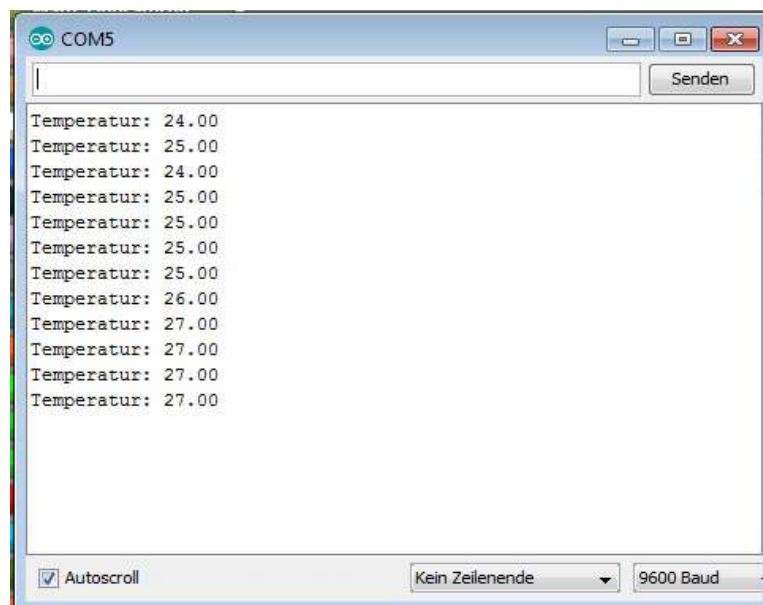 COM5
Senden
Temperatur: 24.00
Temperatur: 25.00
Temperatur: 24.00
Temperatur: 25.00
Temperatur: 25.00
Temperatur: 25.00
Temperatur: 25.00
Temperatur: 26.00
Temperatur: 27.00
Temperatur: 27.00
Temperatur: 27.00
Temperatur: 27.00
Autoscroll Kein Zeilenende 9600 Baud